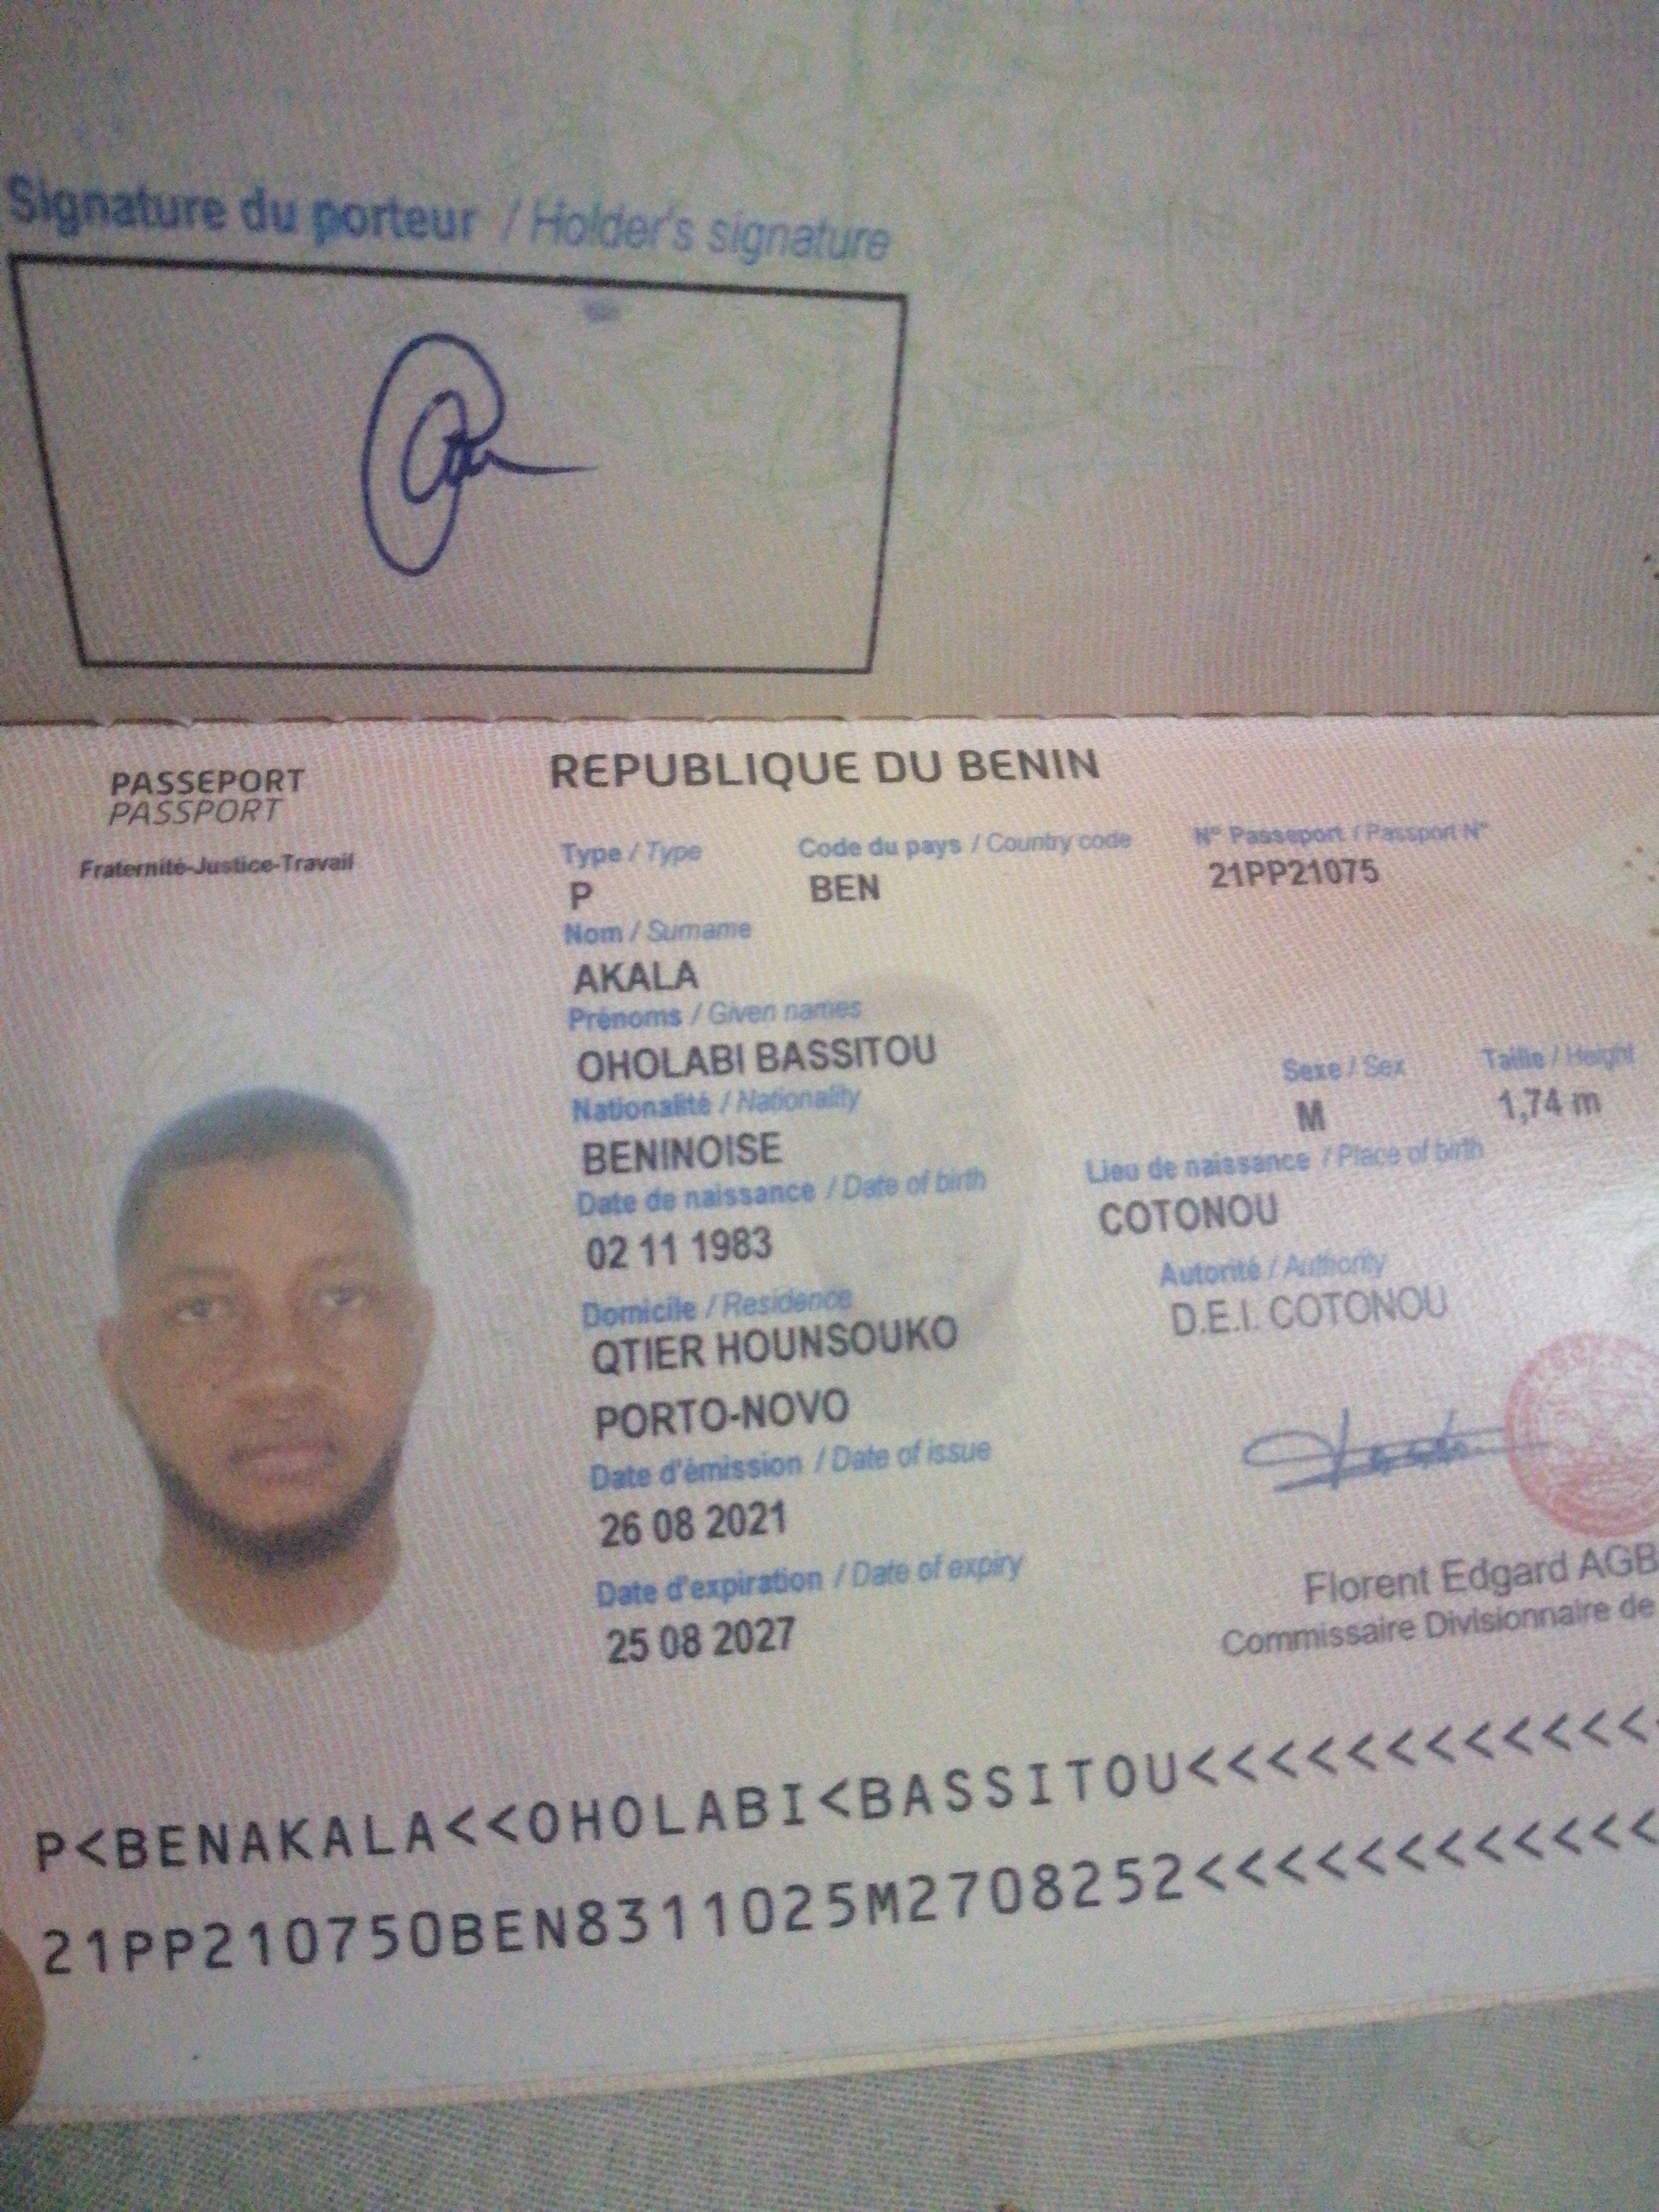 Signature du porteur / Holder's signature
PASSEPORT
PASSPORT
Fraternité-Justice-Travail
REPUBLIQUE DU BENIN
Type / Type
Code du pays / Country code
N° Passeport / Passport N°
P
BEN
21PP21075
Nom / Surname
AKALA
Prénoms / Given names
OHOLABI BASSITOU
Nationalité / Nationality
BENINOISE
Sexe / Sex
M
Taille / Height
1,74 m
Date de naissance / Date of birth
02 11 1983
Lieu de naissance / Place of birth
COTONOU
Domicile / Residence
QTIER HOUNSOUKO
PORTO-NOVO
Autorité / Authority
D.E.I. COTONOU
Date d'émission / Date of issue
26 08 2021
Date d'expiration / Date of expiry
25 08 2027
Florent Edgard AGB
Commissaire Divisionnaire de
P<BENAKALA<<OHOLABI<BASSITOU<<<<<<<<<<<<
21PP210750BEN8311025M2708252<<<<<<<<<<<<